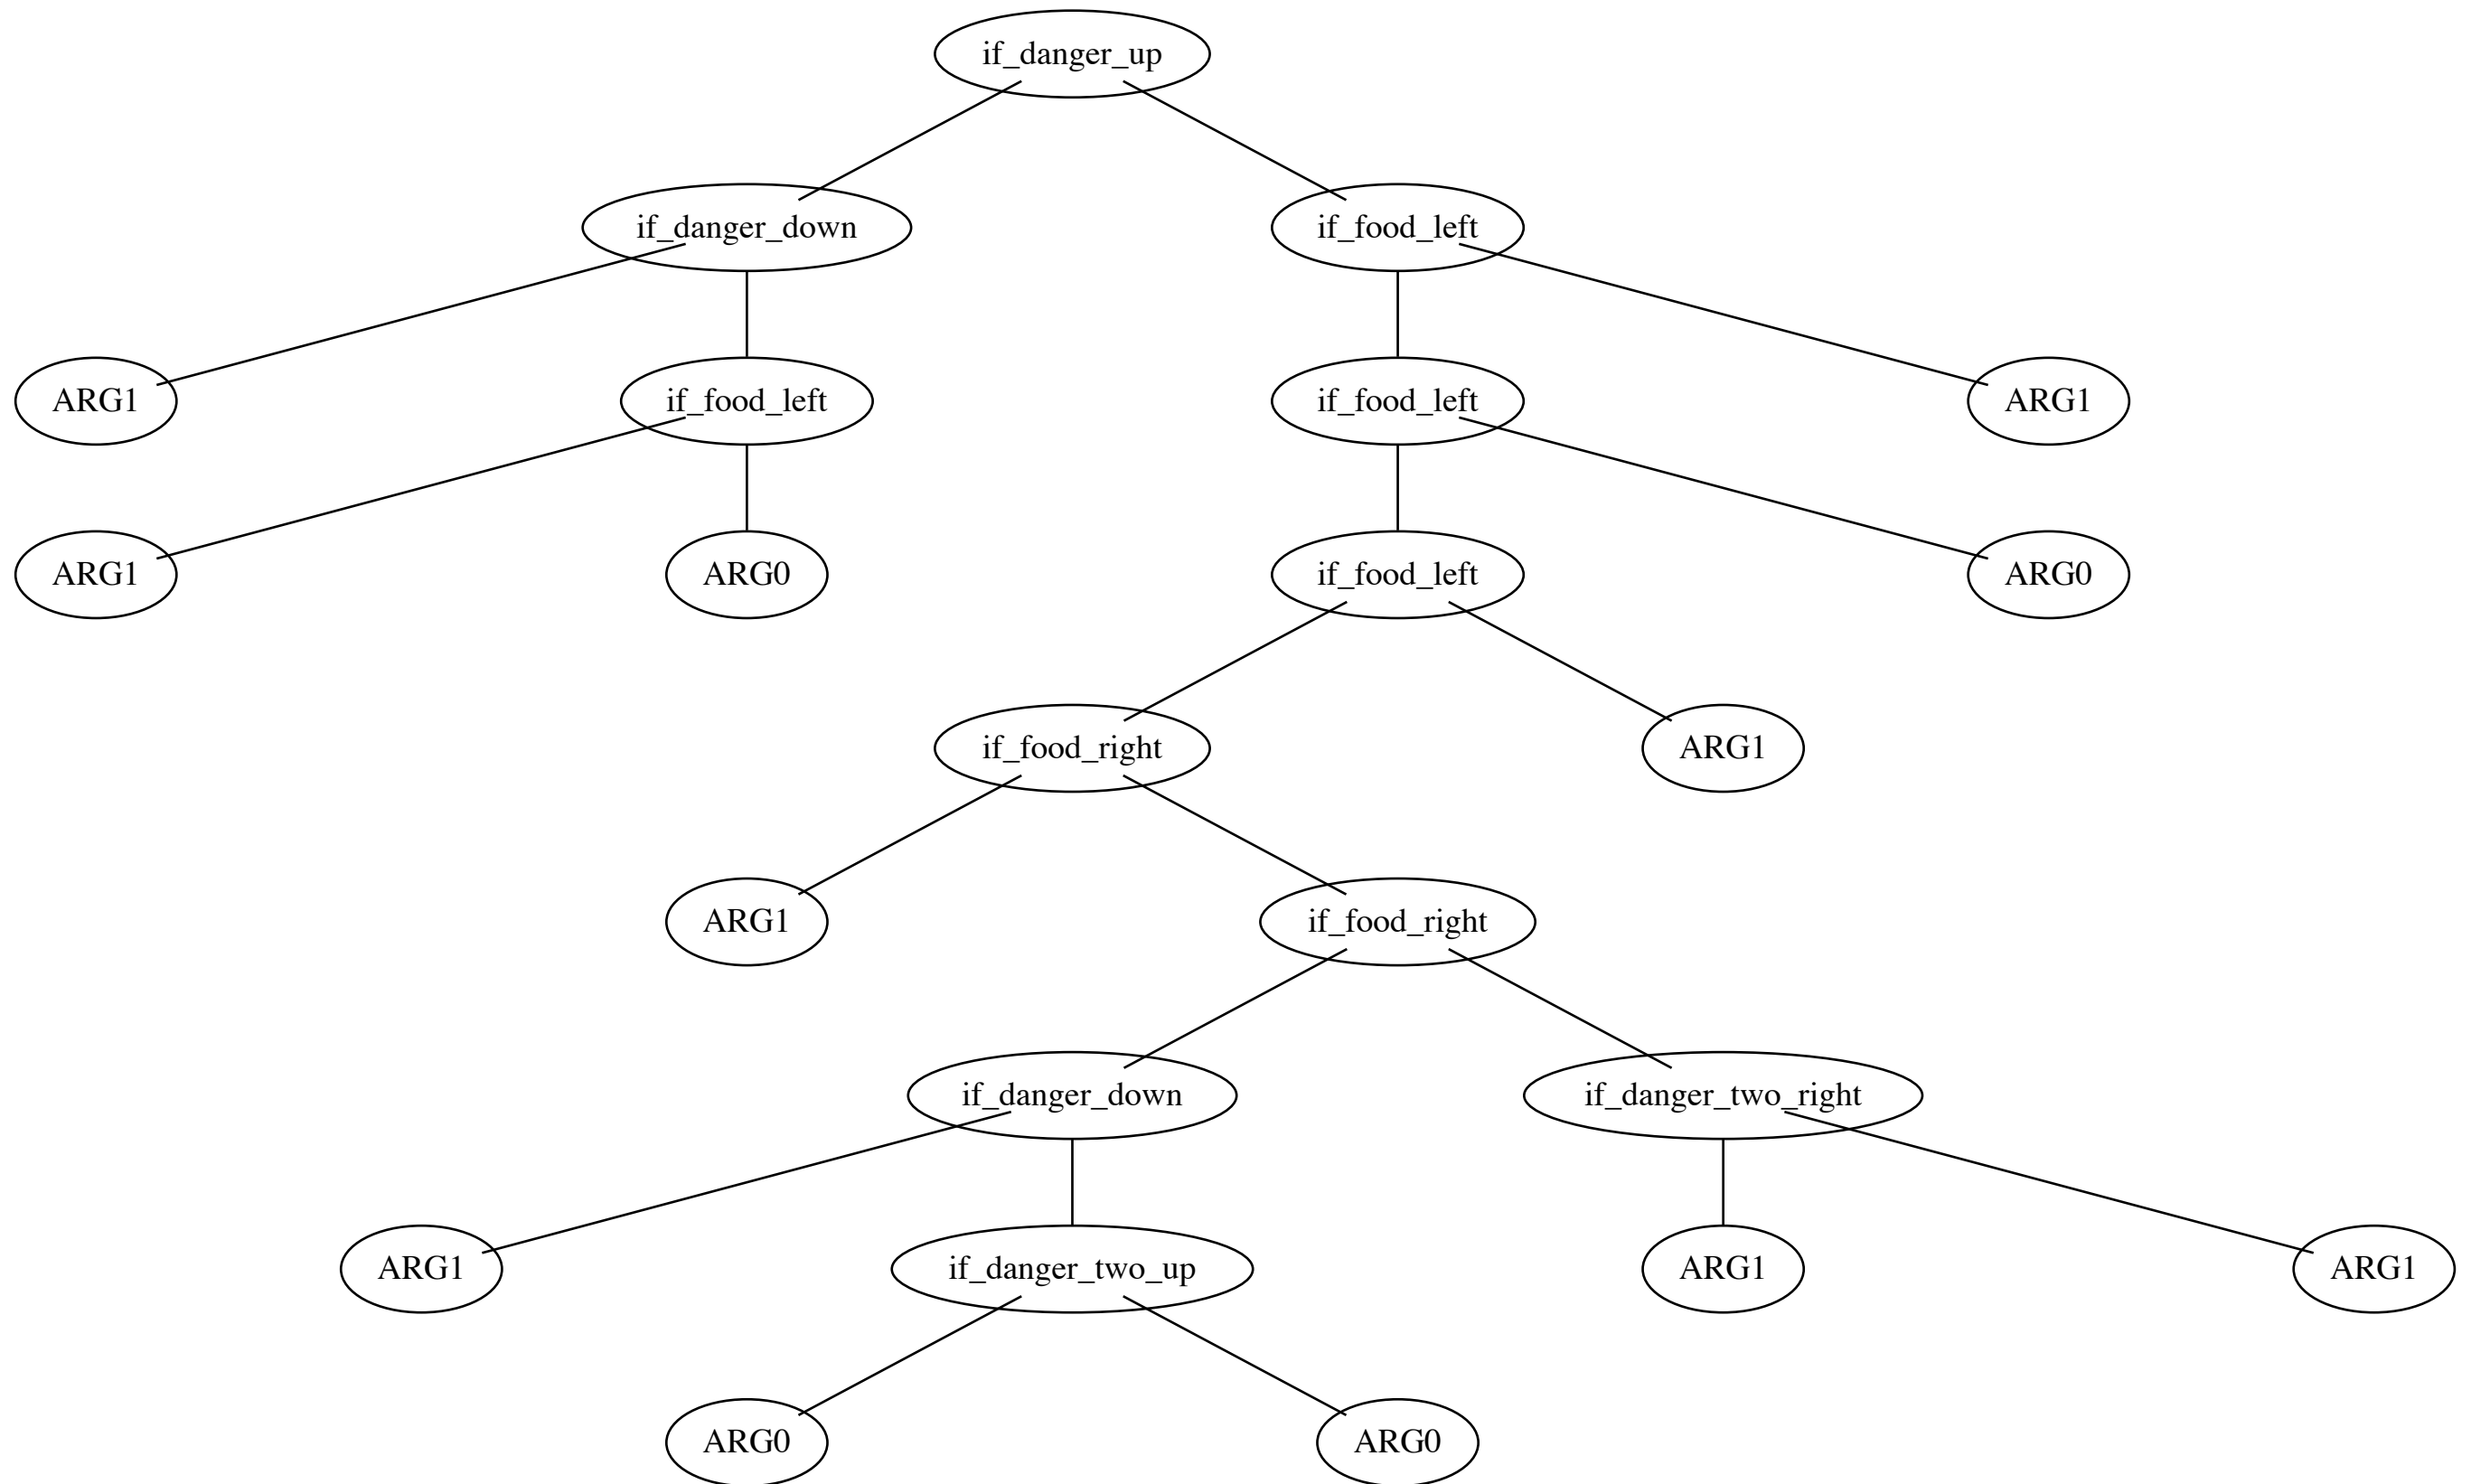 if_danger_up
if_danger_down
if_food_left
ARG1
if_food_left
if_food_left
ARG1
ARG1
ARG0
if_food_left
ARG0
if_food_right
ARG1
ARG1
if_food_right
if_danger_down
if_danger_two_right
ARG1
if_danger_two_up
ARG1
ARG1
ARG0
ARG0